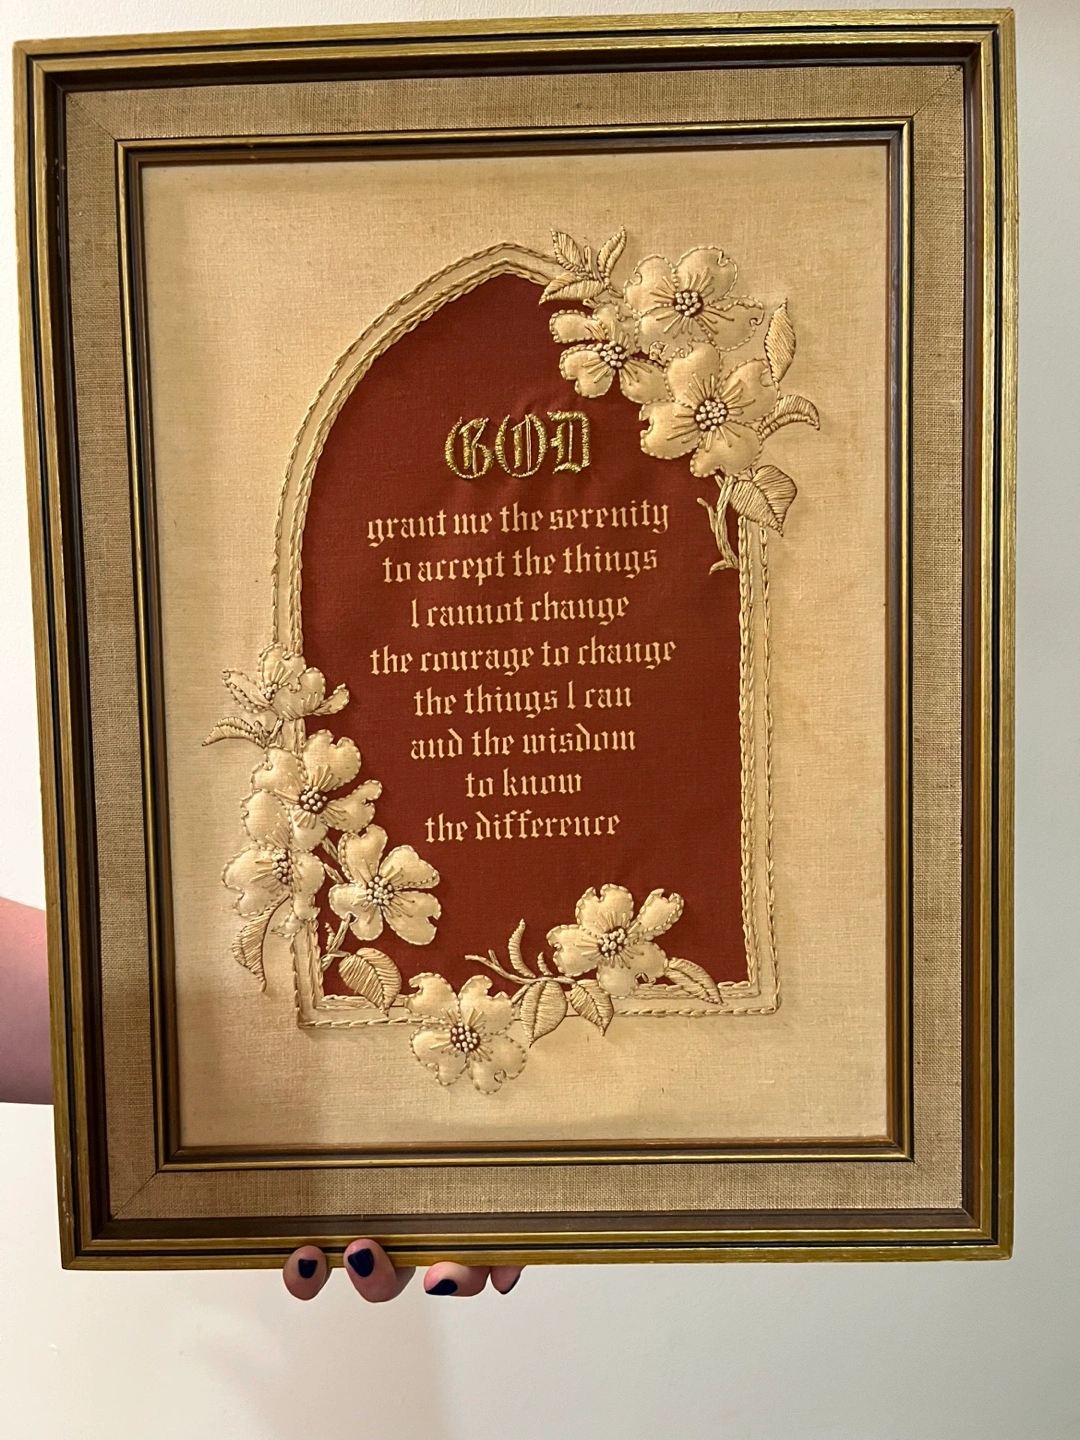 GOD
grant me the serenity
to accept the things
I cannot change
the courage to change
the things I can
and the wisdom
to know
the difference